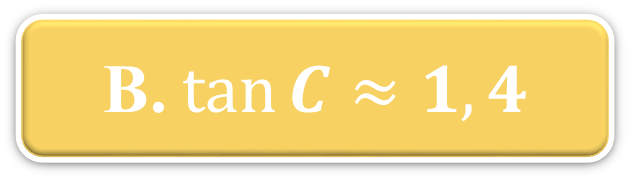 B. tan C ≈ 1,4